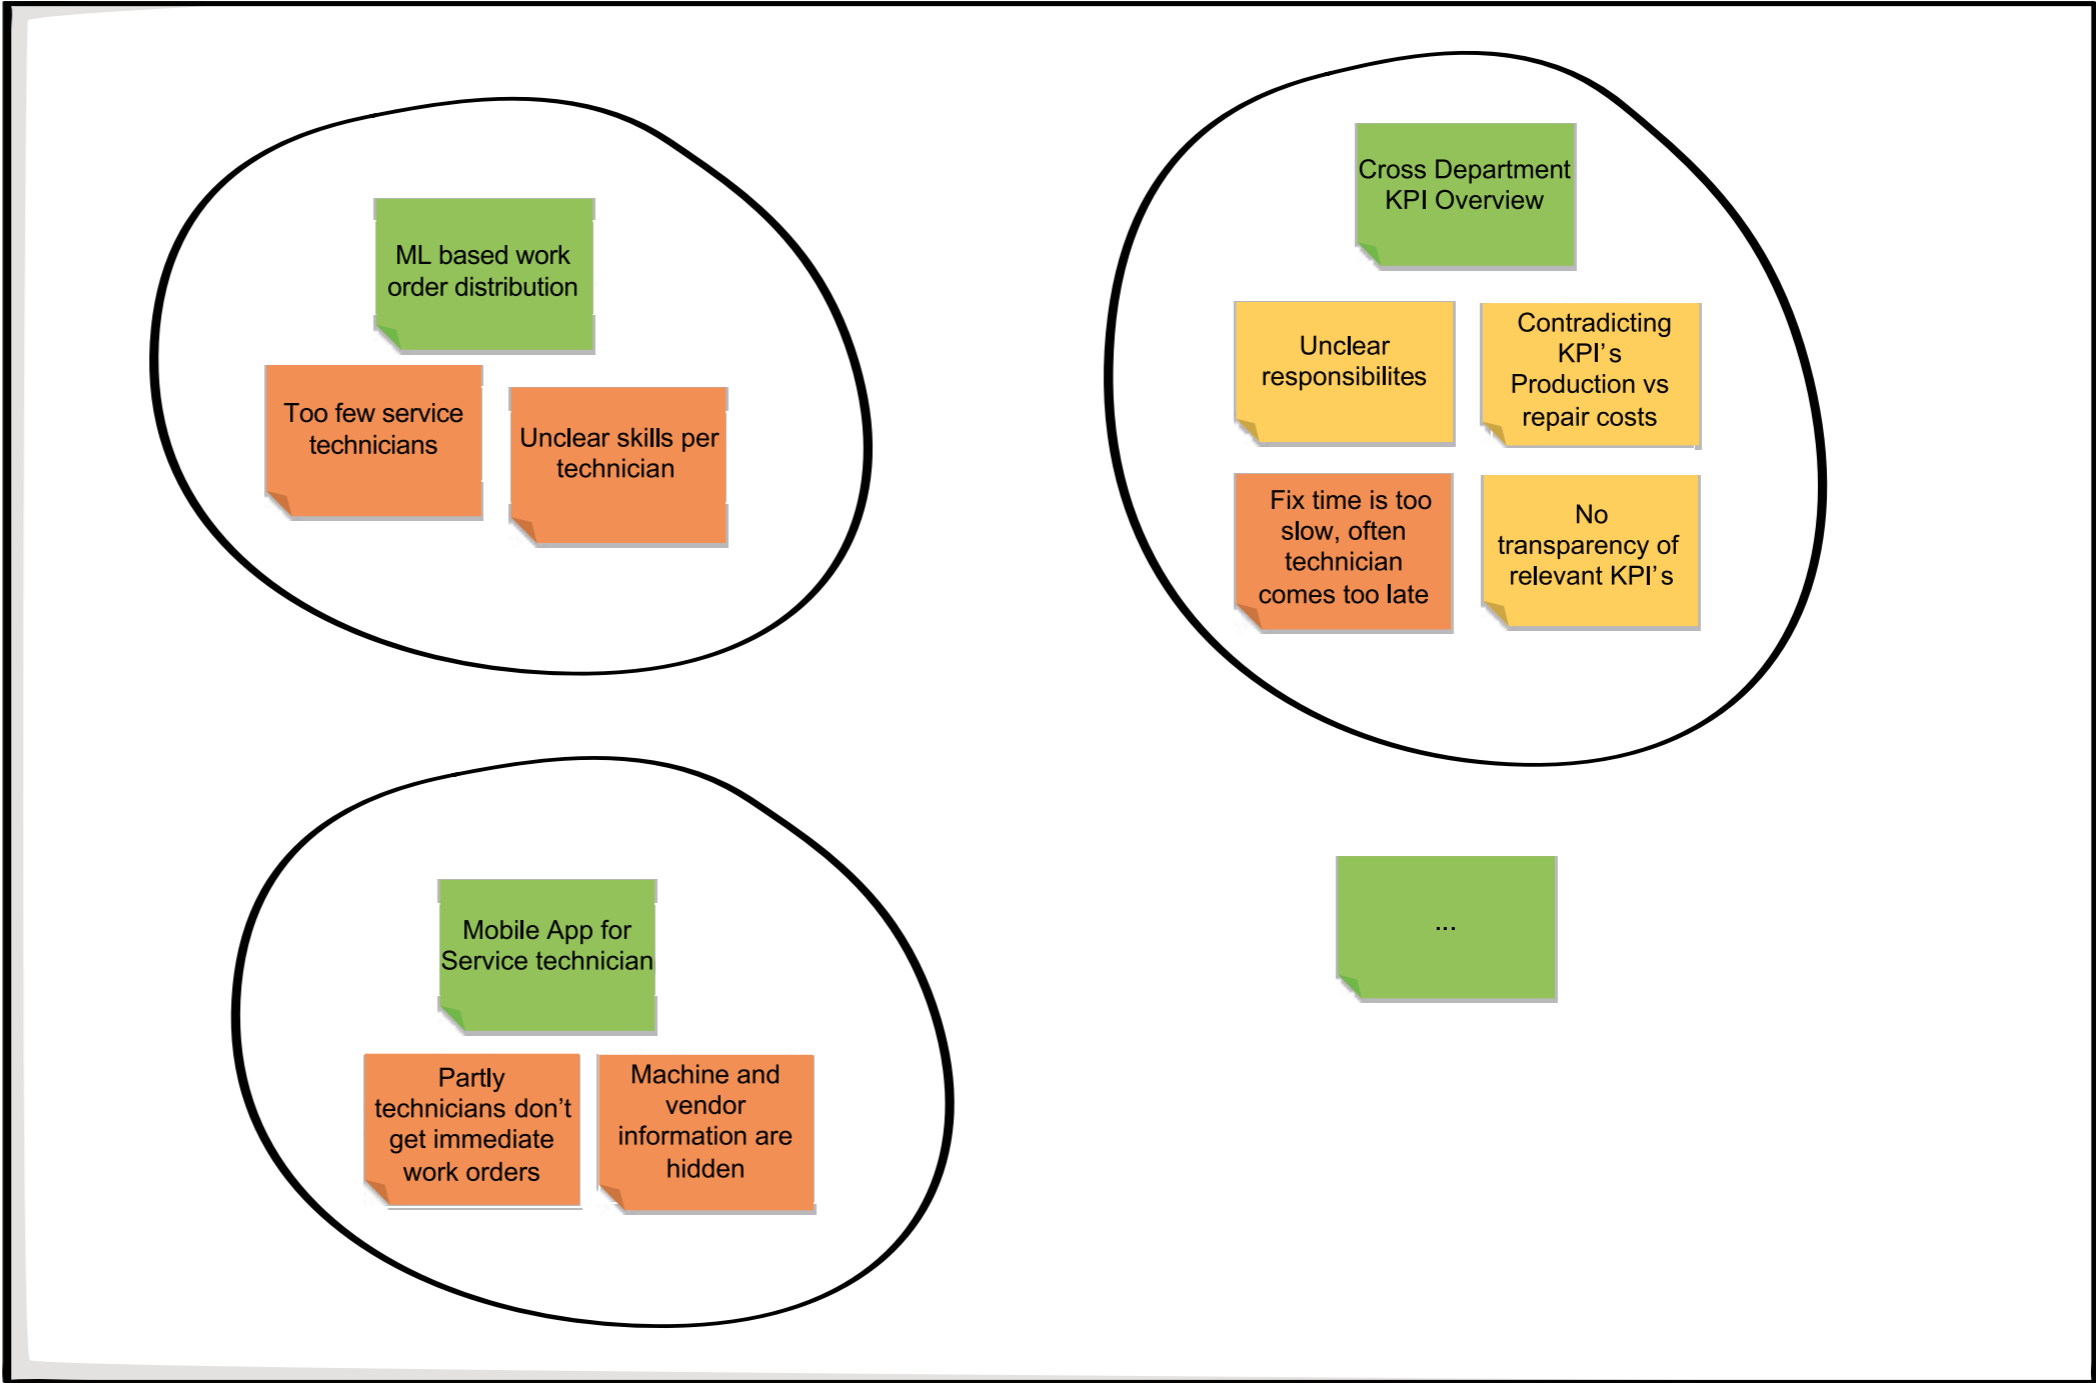 ML based work
order distribution
Too few service
technicians
Unclear skills per
technician
Cross Department
KPI Overview
Unclear
responsibilites
Contradicting
KPI's
Production vs
repair costs
Fix time is too
slow, often
technician
comes too late
No
transparency of
relevant KPI's
Mobile App for
Service technician
Partly
technicians don't
get immediate
work orders
Machine and
vendor
information are
hidden
...